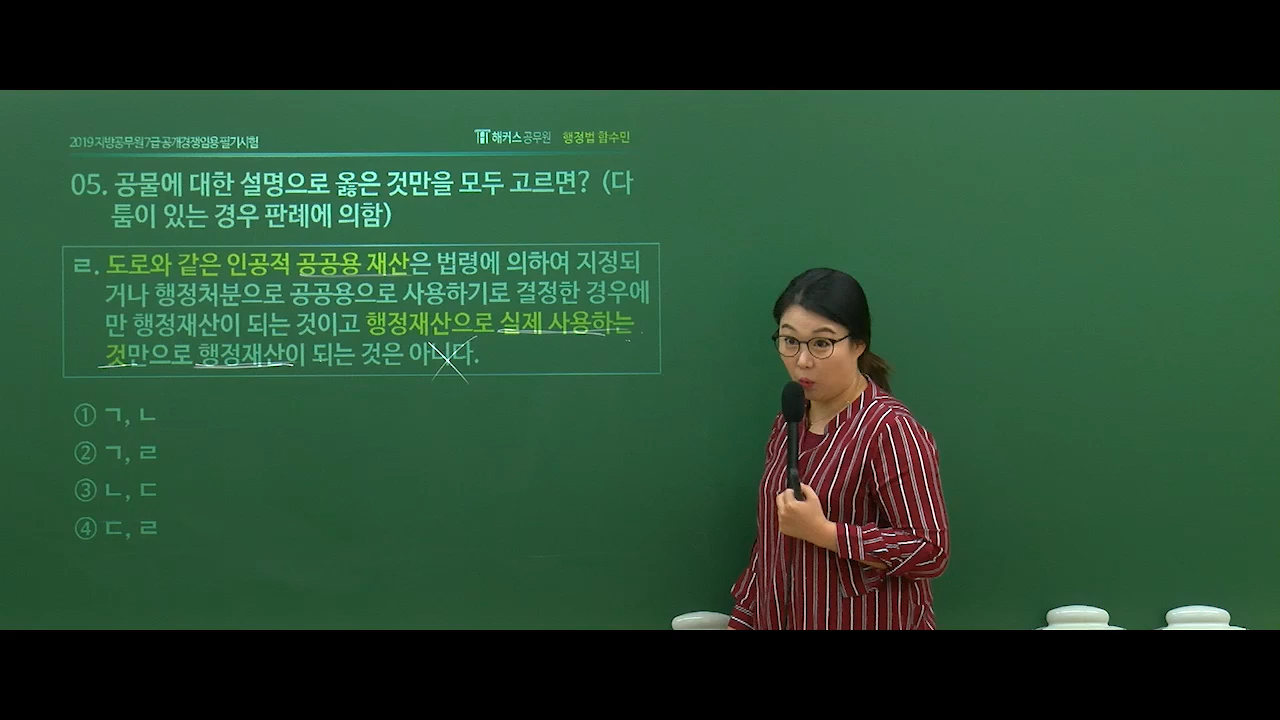 2019 지방공무원 7급 공개경쟁임용 필기시험
해커스공무원 행정법 함수민
05. 공물에 대한 설명으로 옳은 것만을 모두 고르면? (다
툼이 있는 경우 판례에 의함)
ㄹ. 도로와 같은 인공적 공공용 재산은 법령에 의하여 지정되
거나 행정처분으로 공공용으로 사용하기로 결정한 경우에
만 행정재산이 되는 것이고 행정재산으로 실제 사용하는
것만으로 행정재산이 되는 것은 아니다.
① ㄱ, ㄴ
② ㄱ, ㄹ
③ ㄴ, ㄷ
④ ㄷ, ㄹ